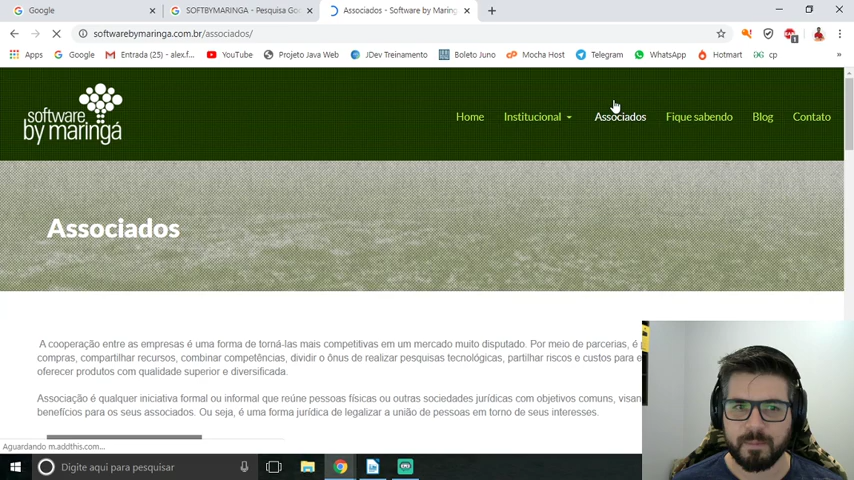 Google
SOFTBYMARINGA - Pesquisa Goo
Associados - Software by Maring
softwarebymaringa.com.br/associados/
Apps
Google
Entrada (25) - alex.f...
YouTube
Projeto Java Web
JDev Treinamento
Boleto Juno
Mocha Host
Telegram
WhatsApp
Hotmart
cp
»
software
by maringá
Home
Institucional
Associados
Fique sabendo
Blog
Contato
Associados
A cooperação entre as empresas é uma forma de torná-las mais competitivas em um mercado muito disputado. Por meio de parcerias, é
compras, compartilhar recursos, combinar competências, dividir o ônus de realizar pesquisas tecnológicas, partilhar riscos e custos para
oferecer produtos com qualidade superior e diversificada.
Associação é qualquer iniciativa formal ou informal que reúne pessoas físicas ou outras sociedades jurídicas com objetivos comuns,
benefícios para os seus associados. Ou seja, é uma forma jurídica de legalizar a união de pessoas em torno de seus interesses.
Aguardando m.addthis.com...
Digite aqui para pesquisar